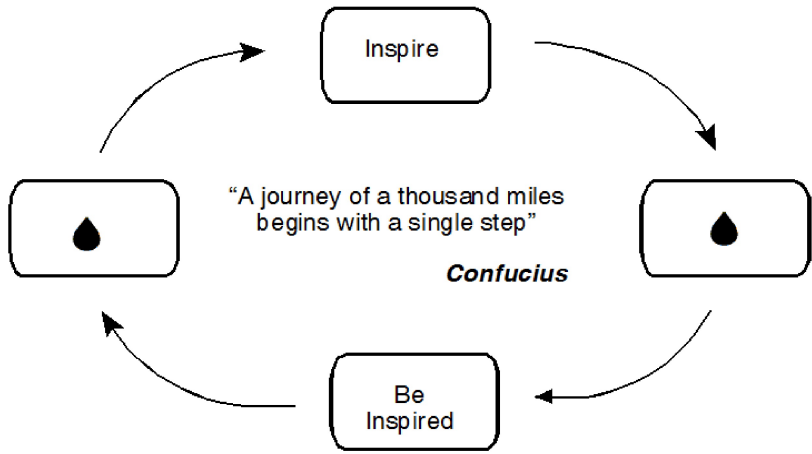 Inspire
“A journey of a thousand miles
begins with a single step”
Confucius
Be
Inspired